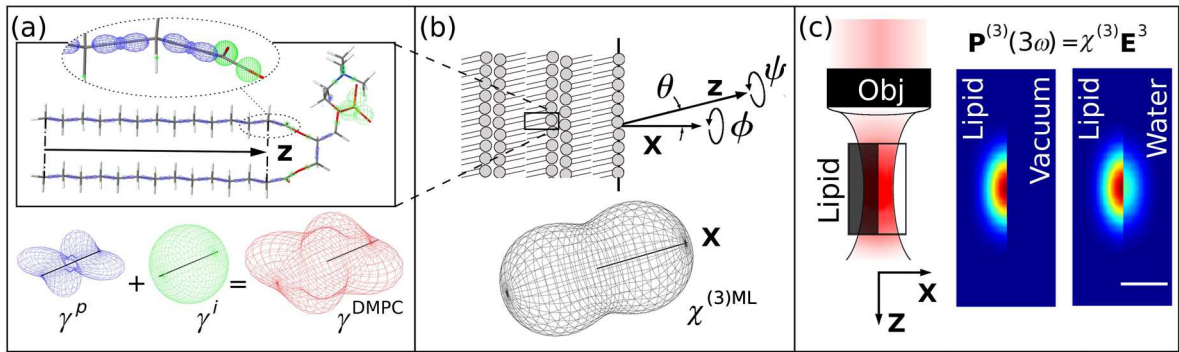 (a)
z
γᵖ + γⁱ = γᴰᴹᴾᶜ
(b)
θ
z
ψ
x
ϕ
x
χ⁽³⁾ᴹᴸ
(c)
P⁽³⁾(3ω) = χ⁽³⁾E³
Obj
Lipid
x
z
Lipid
Vacuum
Lipid
Water